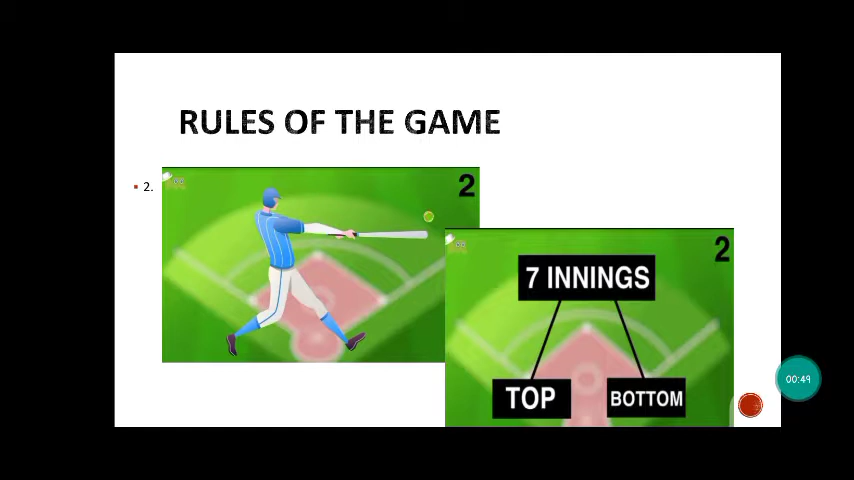 RULES OF THE GAME
2.
2
2
7 INNINGS
TOP
BOTTOM
00:49